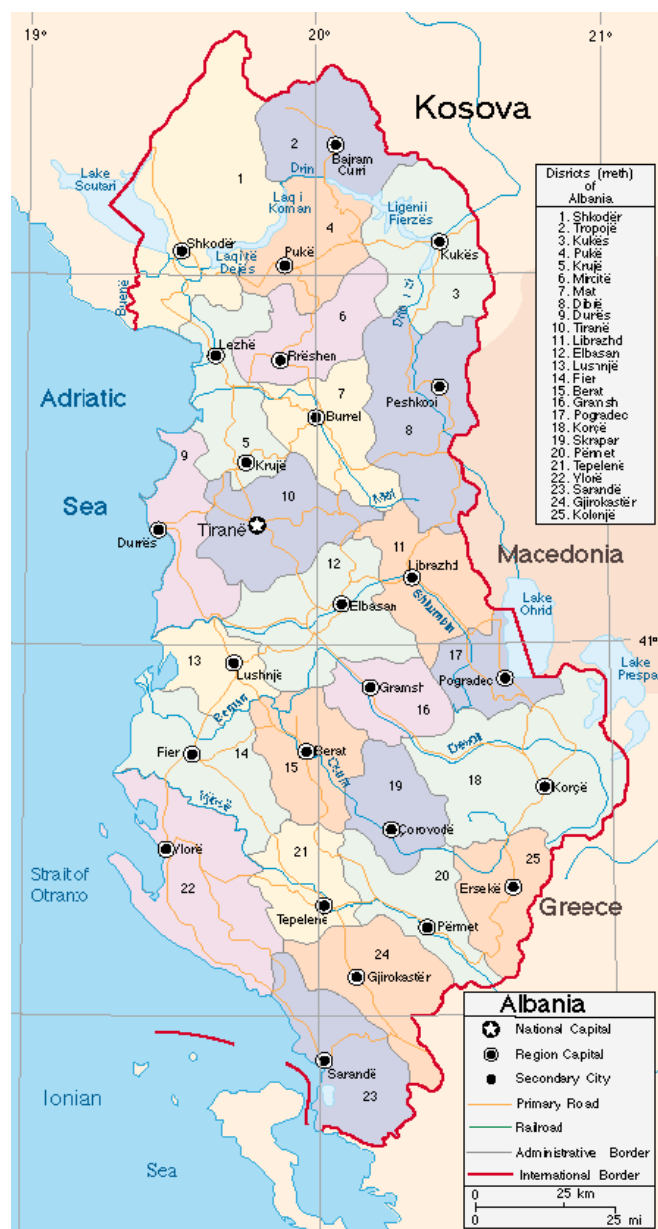 19°
20°
21°
Kosova
2
Bajram
Curri
Drin
Lake
Scutari
1
Laq i
Koman
Ligenii
Fierzës
4
Shkodër
Laqitë
Dejës
Pukë
Kukës
Buenë
3
6
Lezhë
Rrëshen
7
Peshkopi
Burrel
8
Adriatic
Sea
9
5
Krujë
Mat
10
Tiranë
Durrës
11
12
Librazhd
Elbasan
Shkumbin
Macedonia
Lake
Ohrid
41°
Lake
Prespa
13
Lushnje
17
Pogradec
Gramsh
16
Fier
14
Berat
15
Devoll
18
Korçë
19
Corovodë
Vlorë
22
21
20
25
Ersekë
Strait of
Otranto
Tepelenë
Përmet
Greece
24
Gjirokastër
Sarandë
23
Ionian
Sea
Disricts (rreth)
of
Albania
1. Shkodër
2. Tropojë
3. Kukës
4. Pukë
5. Krujë
6. Mircitë
7. Mat
8. Dibië
9. Durës
10. Tiranë
11. Librazhd
12. Elbasan
13. Lushnjë
14. Fier
15. Berat
16. Gramsh
17. Pogradec
18. Korçë
19. Skrapar
20. Përmet
21. Tepelenë
22. Vlorë
23. Sarandë
24. Gjirokastër
25. Kolonjë
Albania
National Capital
Region Capital
Secondary City
Primary Road
Railroad
Administrative Border
International Border
0 25 km
0 25 mi